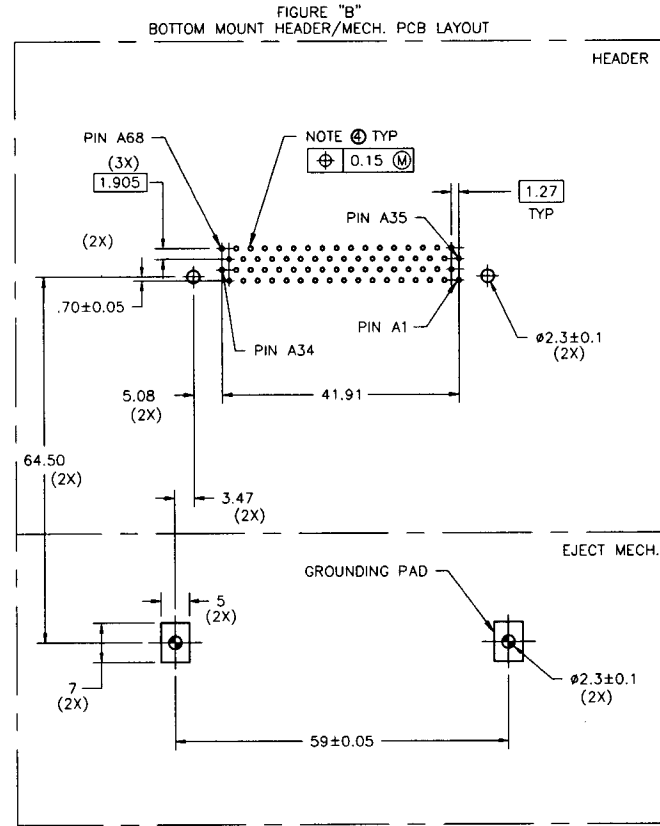 FIGURE "B"
BOTTOM MOUNT HEADER/MECH. PCB LAYOUT
HEADER
PIN A68
(3X)
1.905
NOTE ④ TYP
⌖ 0.15 Ⓜ
1.27
TYP
PIN A35
(2X)
.70±0.05
PIN A34
PIN A1
⌀2.3±0.1
(2X)
5.08
(2X)
41.91
64.50
(2X)
3.47
(2X)
EJECT MECH.
GROUNDING PAD
5
(2X)
7
(2X)
⌀2.3±0.1
(2X)
59±0.05